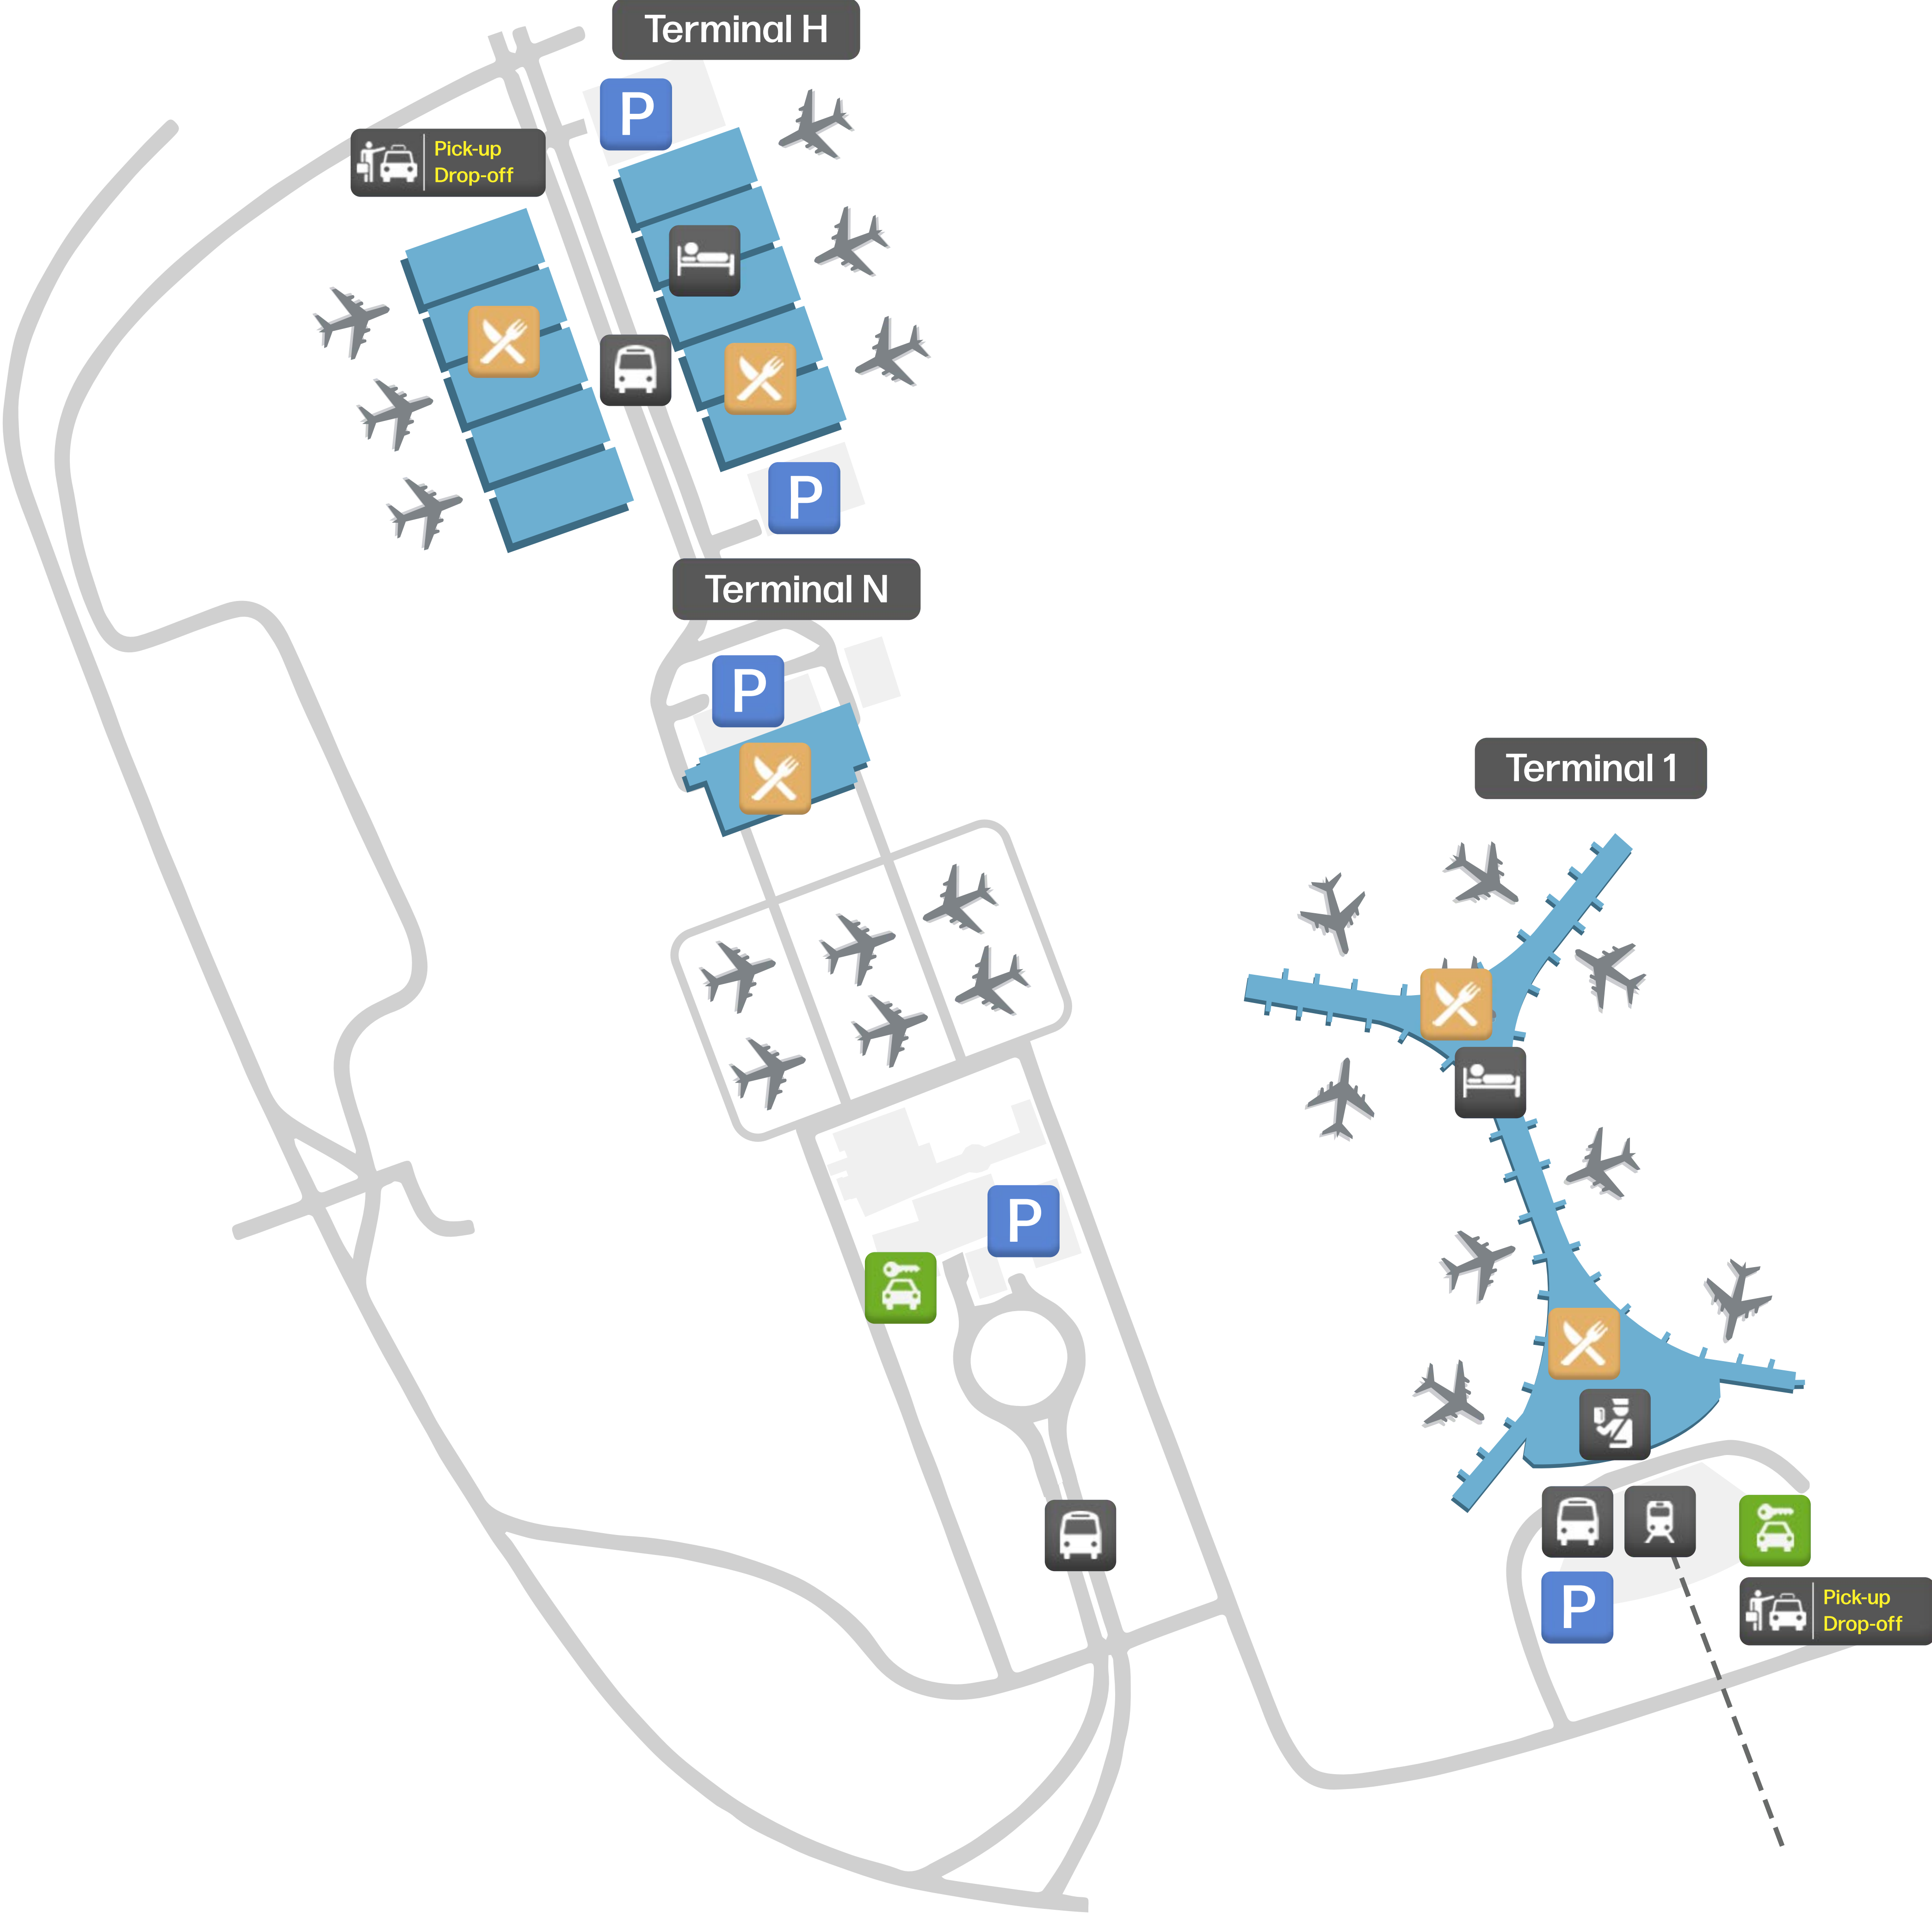 Terminal H
P
Pick-up
Drop-off
P
Terminal N
P
Terminal 1
P
P
Pick-up
Drop-off